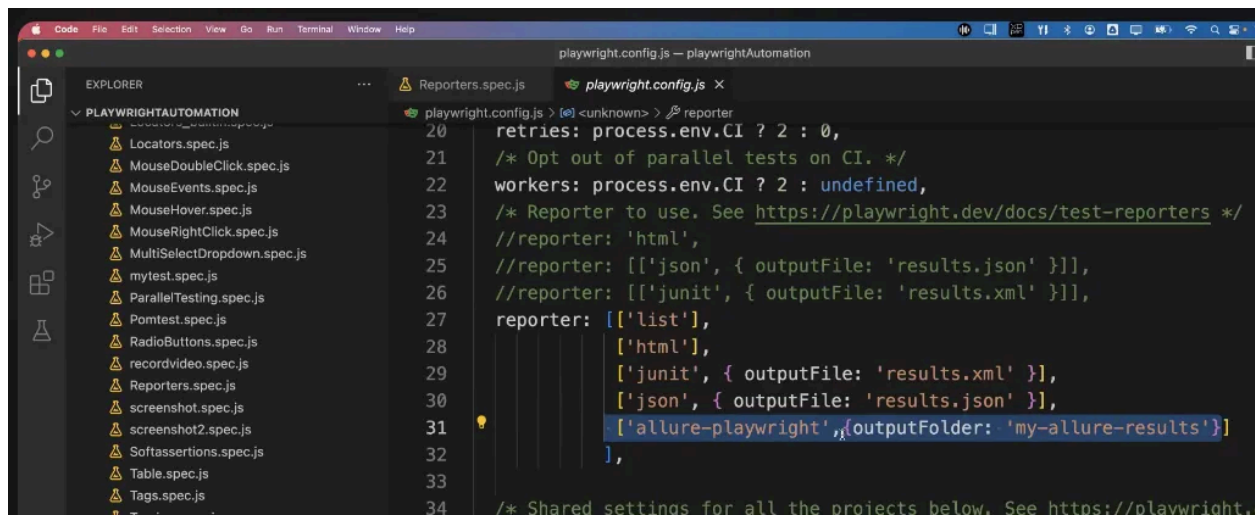 Code File Edit Selection View Go Run Terminal Window Help
playwright.config.js — playwrightAutomation
EXPLORER
Reporters.spec.js
playwright.config.js
PLAYWRIGHTAUTOMATION
playwright.config.js > <unknown> > reporter
Locators_builtin.spec.js
Locators.spec.js
MouseDoubleClick.spec.js
MouseEvents.spec.js
MouseHover.spec.js
MouseRightClick.spec.js
MultiSelectDropdown.spec.js
mytest.spec.js
ParallelTesting.spec.js
Pomtest.spec.js
RadioButtons.spec.js
recordvideo.spec.js
Reporters.spec.js
screenshot.spec.js
screenshot2.spec.js
Softassertions.spec.js
Table.spec.js
Tags.spec.js
20 retries: process.env.CI ? 2 : 0,
21 /* Opt out of parallel tests on CI. */
22 workers: process.env.CI ? 2 : undefined,
23 /* Reporter to use. See https://playwright.dev/docs/test-reporters */
24 //reporter: 'html',
25 //reporter: [['json', { outputFile: 'results.json' }]],
26 //reporter: [['junit', { outputFile: 'results.xml' }]],
27 reporter: [['list'],
28 ['html'],
29 ['junit', { outputFile: 'results.xml' }],
30 ['json', { outputFile: 'results.json' }],
31 ['allure-playwright',{outputFolder: 'my-allure-results'}]
32 ],
33
34 /* Shared settings for all the projects below. See https://playwright.